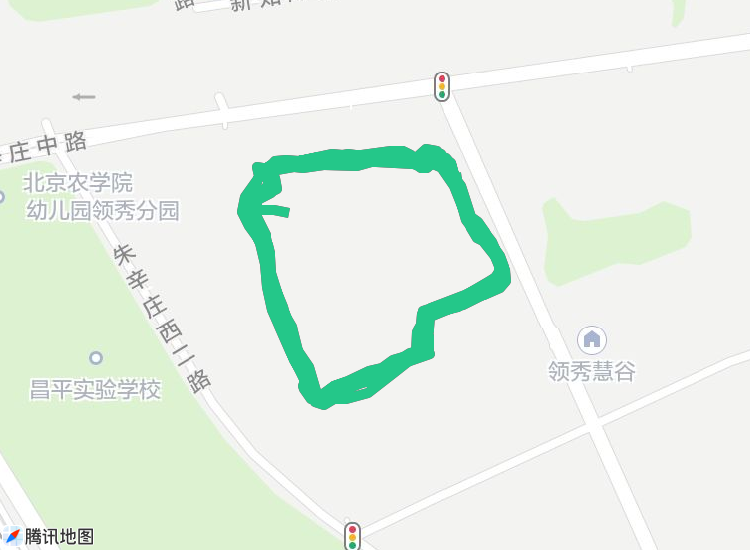 路
新知
庄中路
北京农学院
幼儿园领秀分园
朱辛庄西二路
昌平实验学校
领秀慧谷
腾讯地图